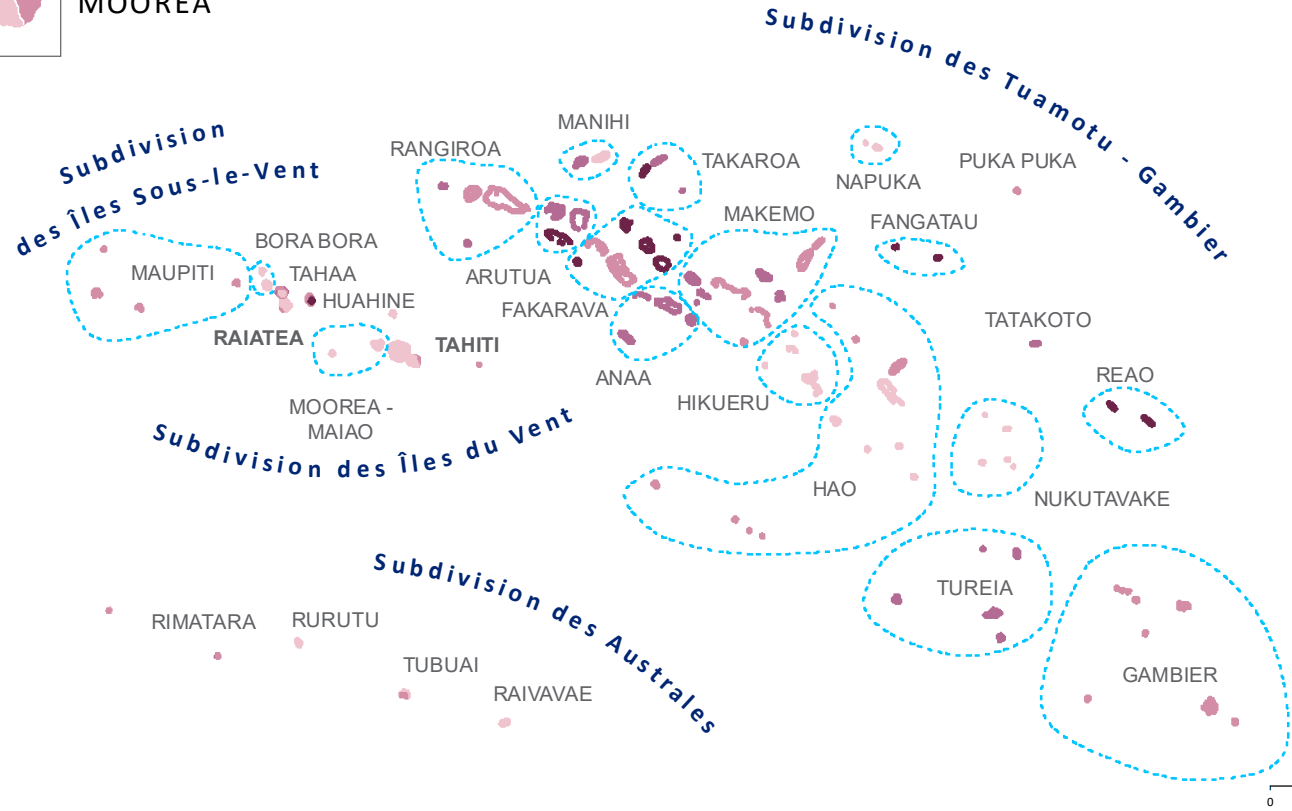 MOOREA
Subdivision des Tuamotu - Gambier
Subdivision
des Îles Sous-le-Vent
MANIHI
RANGIROA
TAKAROA
NAPUKA
PUKA PUKA
MAKEMO
FANGATAU
BORA BORA
MAUPITI
TAHAA
ARUTUA
HUAHINE
FAKARAVA
TATAKOTO
RAIATEA
TAHITI
ANAA
REAO
HIKUERU
MOOREA -
MAIAO
Subdivision des Îles du Vent
HAO
NUKUTAVAKE
Subdivision des Australes
TUREIA
RIMATARA
RURUTU
TUBUAI
GAMBIER
RAIVAVAE
0